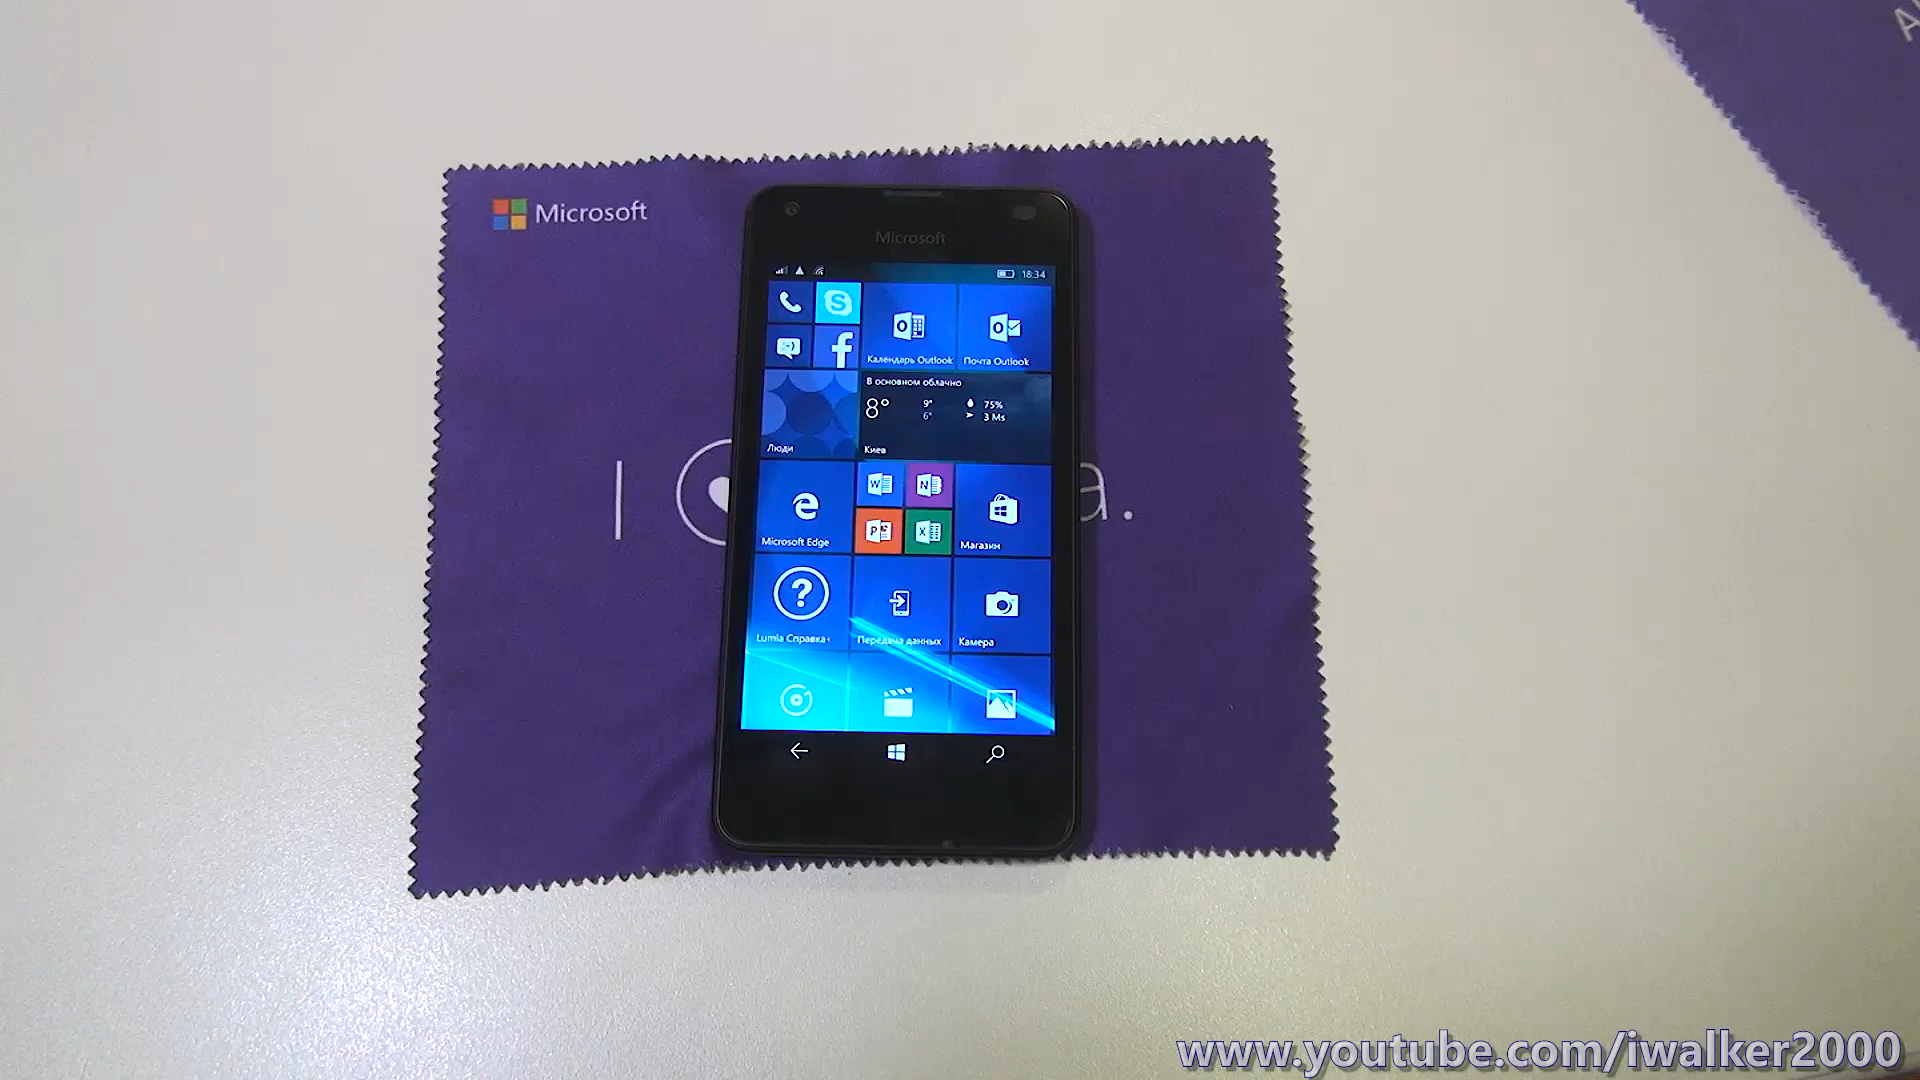 Microsoft
Microsoft
18:34
Календарь Outlook
Почта Outlook
В основном облачно
8°
9°
75%
6°
3 Ms
Люди
Киев
I
a.
Microsoft Edge
Магазин
Lumia Справка+
Передача данных
Камера
www.youtube.com/iwalker2000